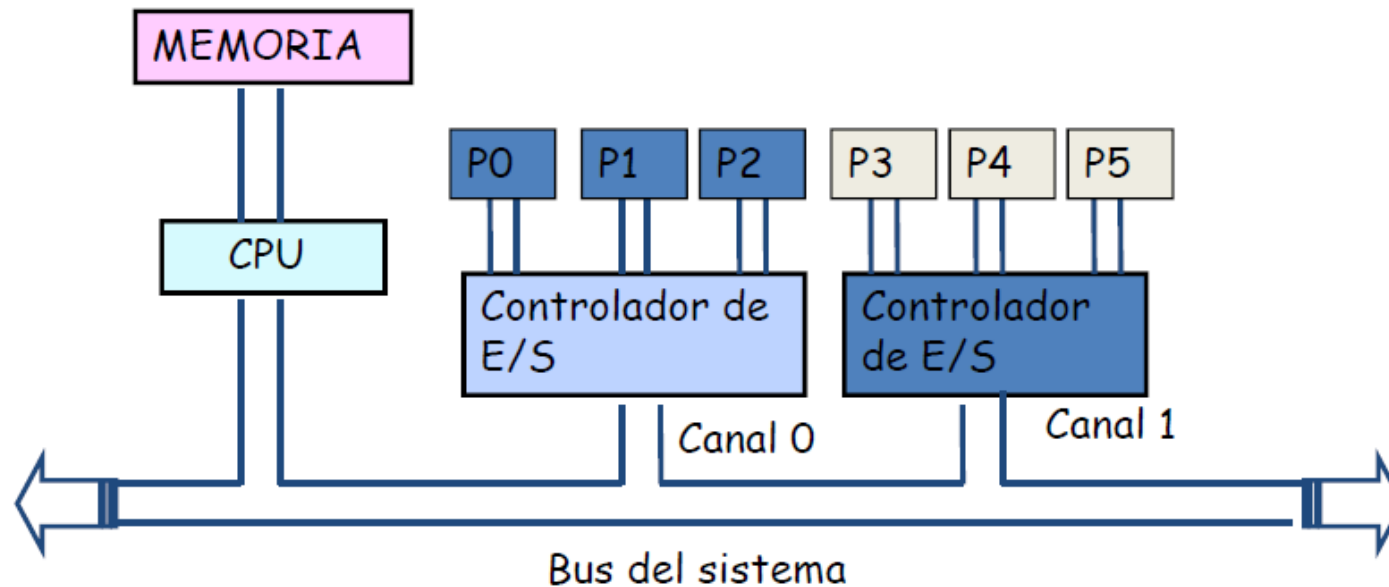 MEMORIA
P0
P1
P2
P3
P4
P5
CPU
Controlador de
E/S
Controlador
de E/S
Canal 0
Canal 1
Bus del sistema